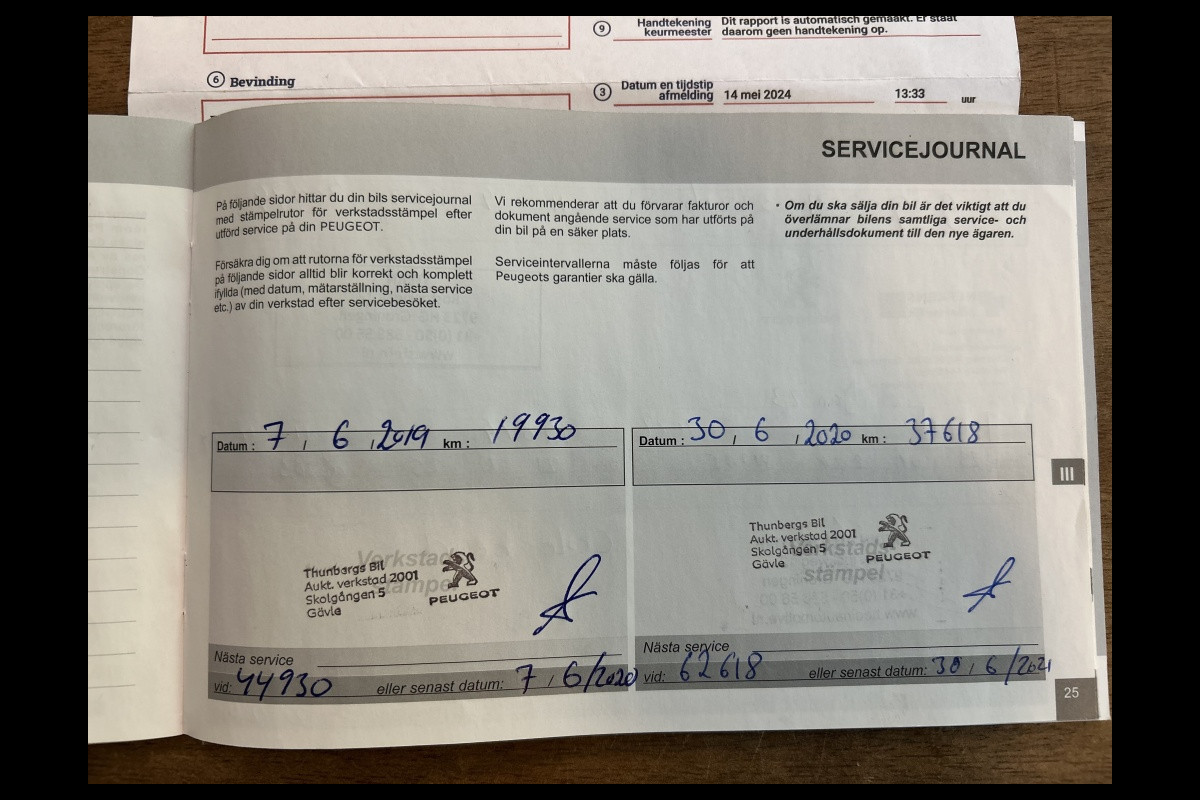 9 Handtekening keurmeester
Dit rapport is automatisch gemaakt. Er staat
daarom geen handtekening op.
6 Bevinding
3 Datum en tijdstip afmelding 14 mei 2024 13:33 uur
SERVICEJOURNAL
På följande sidor hittar du din bils servicejournal
med stämpelrutor för verkstadsstämpel efter
utförd service på din PEUGEOT.
Försäkra dig om att rutorna för verkstadsstämpel
på följande sidor alltid blir korrekt och komplett
ifyllda (med datum, mätarställning, nästa service
etc.) av din verkstad efter servicebesöket.
Vi rekommenderar att du förvarar fakturor och
dokument angående service som har utförts på
din bil på en säker plats.
Serviceintervallerna måste följas för att
Peugeots garantier ska gälla.
• Om du ska sälja din bil är det viktigt att du
överlämnar bilens samtliga service- och
underhållsdokument till den nye ägaren.
Datum : 7 / 6 / 2019 km : 19930
Datum : 30 / 6 / 2020 km : 37618
III
Verkstads
stämpel
Thunbergs Bil
Aukt. verkstad 2001
Skolgången 5
Gävle
PEUGEOT
Verkstads
stämpel
Thunbergs Bil
Aukt. verkstad 2001
Skolgången 5
Gävle
PEUGEOT
Nästa service
vid: 44930 eller senast datum: 7 / 6 / 2020
Nästa service
vid: 62618 eller senast datum: 30 / 6 / 2021
25